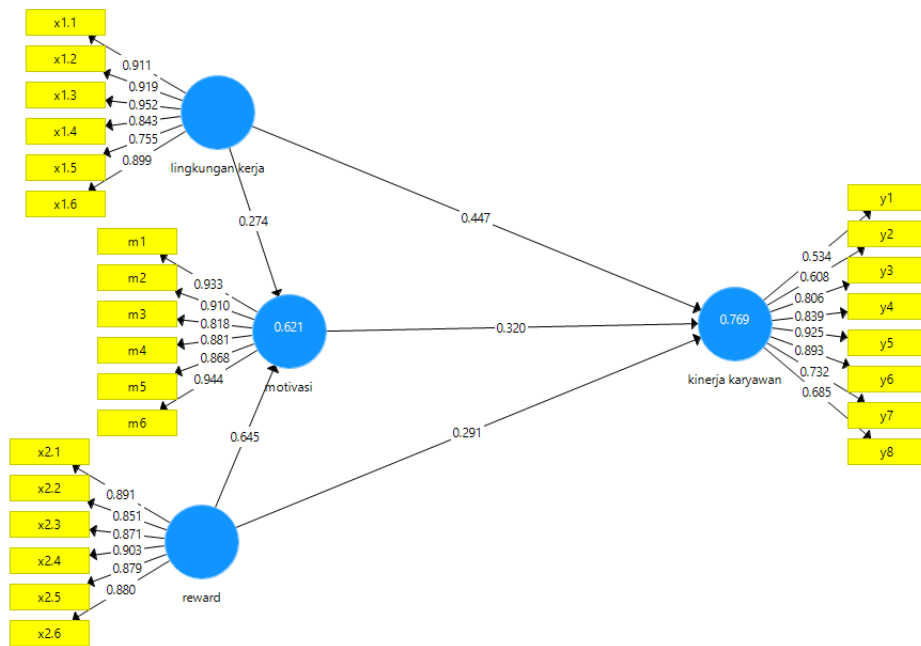 x1.1
x1.2
x1.3
x1.4
x1.5
x1.6
0.911
0.919
0.952
0.843
0.755
0.899
lingkungan kerja
0.274
0.447
m1
m2
m3
m4
m5
m6
0.933
0.910
0.818
0.881
0.868
0.944
0.621
motivasi
0.320
0.645
0.291
x2.1
x2.2
x2.3
x2.4
x2.5
x2.6
0.891
0.851
0.871
0.903
0.879
0.880
reward
0.769
kinerja karyawan
0.534
0.608
0.806
0.839
0.925
0.893
0.732
0.685
y1
y2
y3
y4
y5
y6
y7
y8